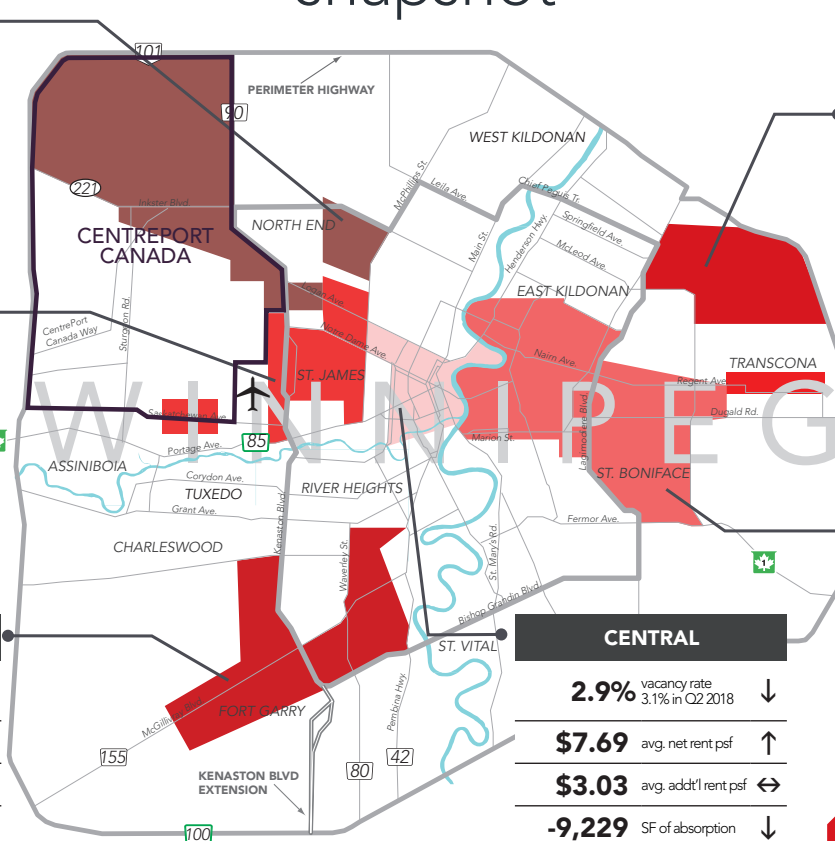 snapshot
101
PERIMETER HIGHWAY
90
WEST KILDONAN
McPhillips St.
Leila Ave.
Chief Peguis Tr.
221
Inkster Blvd.
NORTH END
Springfield Ave.
Main St.
Henderson Hwy.
McLeod Ave.
CENTREPORT
CANADA
EAST KILDONAN
Logan Ave.
CentrePort
Canada Way
Sturgeon Rd.
Notre Dame Ave.
Nairn Ave.
TRANSCONA
ST. JAMES
Regent Ave
WINNIPEG
Saskatchewan Ave.
Lagimodiere Blvd.
Dugald Rd.
85
Portage Ave.
Marion St.
ASSINIBOIA
Corydon Ave.
TUXEDO
RIVER HEIGHTS
ST. BONIFACE
Grant Ave.
Kenaston Blvd.
Fermor Ave.
CHARLESWOOD
Waverley St.
St. Mary's Rd.
1
Bishop Grandin Blvd.
ST. VITAL
CENTRAL
2.9% vacancy rate
3.1% in Q2 2018
$7.69 avg. net rent psf
$3.03 avg. addt'l rent psf
-9,229 SF of absorption
McGillivray Blvd.
FORT GARRY
Pembina Hwy.
155
80
42
KENASTON BLVD
EXTENSION
100